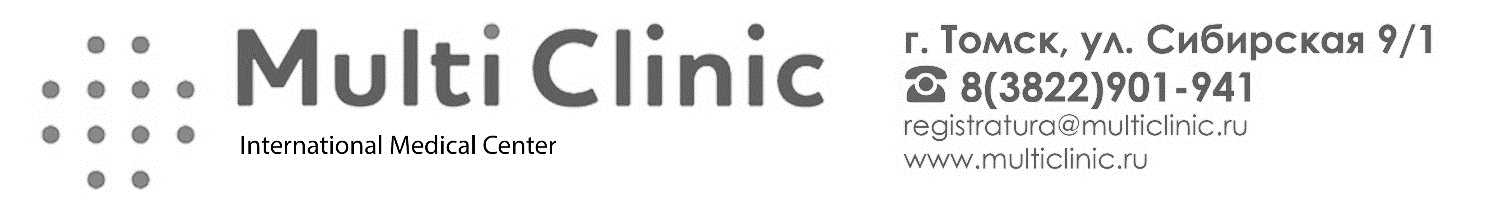 Multi Clinic
International Medical Center
г. Томск, ул. Сибирская 9/1
☎ 8(3822)901-941
registratura@multiclinic.ru
www.multiclinic.ru